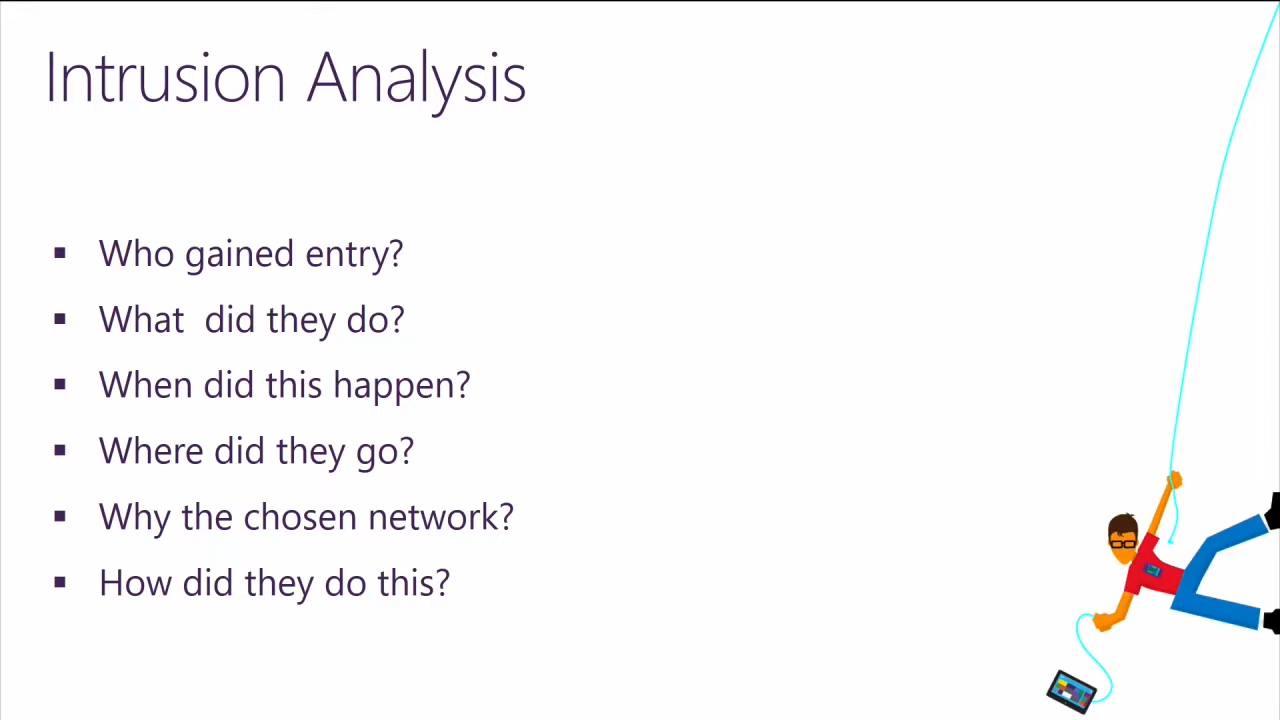 Intrusion Analysis
▪ Who gained entry?
▪ What  did they do?
▪ When did this happen?
▪ Where did they go?
▪ Why the chosen network?
▪ How did they do this?